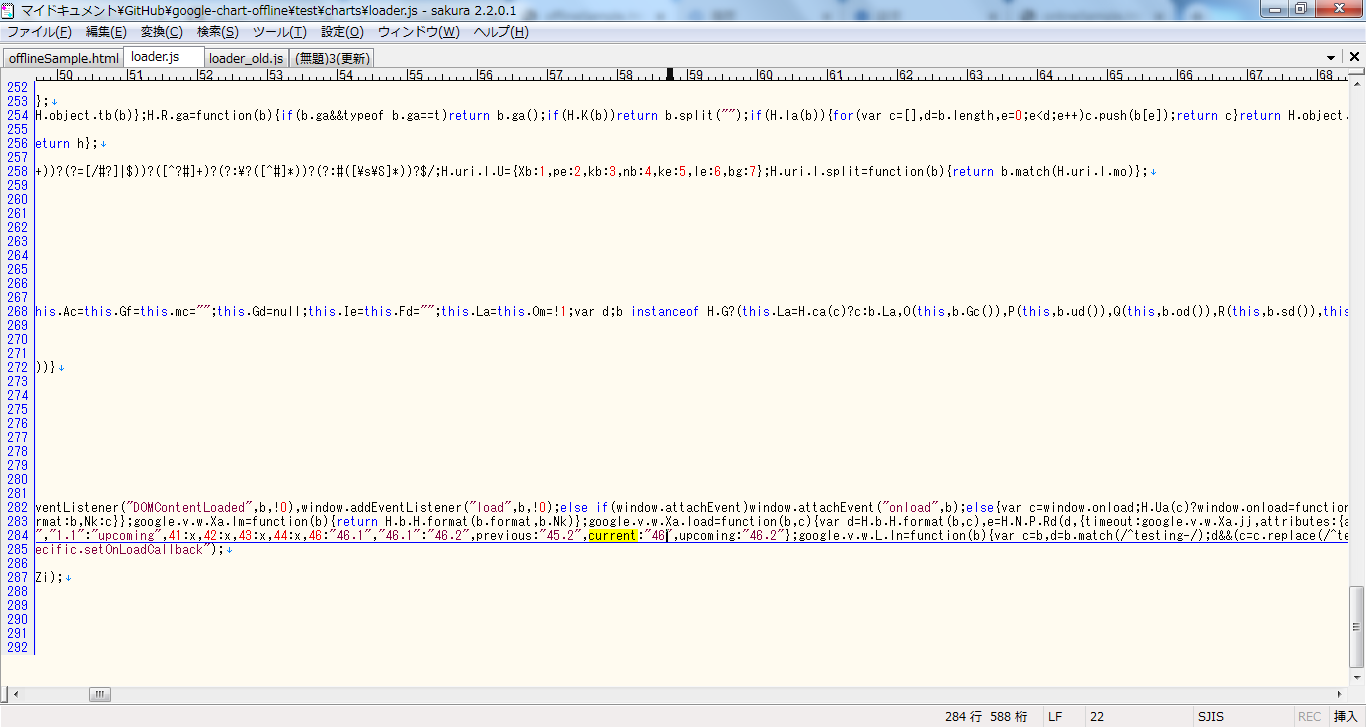 マイドキュメント¥GitHub¥google-chart-offline¥test¥charts¥loader.js - sakura 2.2.0.1
ファイル(F) 編集(E) 変換(C) 検索(S) ツール(T) 設定(O) ウィンドウ(W) ヘルプ(H)
offlineSample.html loader.js loader_old.js (無題)3(更新)
50 51 52 53 54 55 56 57 58 59 60 61 62 63 64 65 66 67 68
252
253 };↓
254 H.object.tb(b)};H.R.ga=function(b){if(b.ga&&typeof b.ga==t)return b.ga();if(H.K(b))return b.split("");if(H.Ia(b)){for(var c=[],d=b.length,e=0;e<d;e++)c.push(b[e]);return c}return H.object.
255
256 eturn h};↓
257
258 +))?(?=[/#?]|$))?([^?#]+)?(?:¥?([^#]*))?(?:#([¥s¥S]*))?$/;H.uri.I.U={Xb:1,pe:2,kb:3,nb:4,ke:5,le:6,bg:7};H.uri.I.split=function(b){return b.match(H.uri.I.mo)};↓
259
260
261
262
263
264
265
266
267
268 his.Ac=this.Gf=this.mc="";this.Gd=null;this.Ie=this.Fd="";this.La=this.Om=!1;var d;b instanceof H.G?(this.La=H.ca(c)?c:b.La,O(this,b.Gc()),P(this,b.ud()),Q(this,b.od()),R(this,b.sd()),this
269
270
271
272 ))}↓
273
274
275
276
277
278
279
280
281
282 ventListener("DOMContentLoaded",b,!0),window.addEventListener("load",b,!0);else if(window.attachEvent)window.attachEvent("onload",b);else{var c=window.onload;H.Ua(c)?window.onload=function
283 rmat:b,Nk:c}};google.v.w.Xa.Im=function(b){return H.b.H.format(b.format,b.Nk)};google.v.w.Xa.load=function(b,c){var d=H.b.H.format(b,c),e=H.N.P.Rd(d,{timeout:google.v.w.Xa.jj,attributes:{a
284 ","1.1":"upcoming",41:x,42:x,43:x,44:x,46:"46.1","46.1":"46.2",previous:"45.2",current:"46",upcoming:"46.2"};google.v.w.L.In=function(b){var c=b,d=b.match(/^testing-/);d&&(c=c.replace(/^te
285 ecific.setOnLoadCallback");↓
286
287 Zi);↓
288
289
290
291
292
284 行 588 桁 LF 22 SJIS REC 挿入